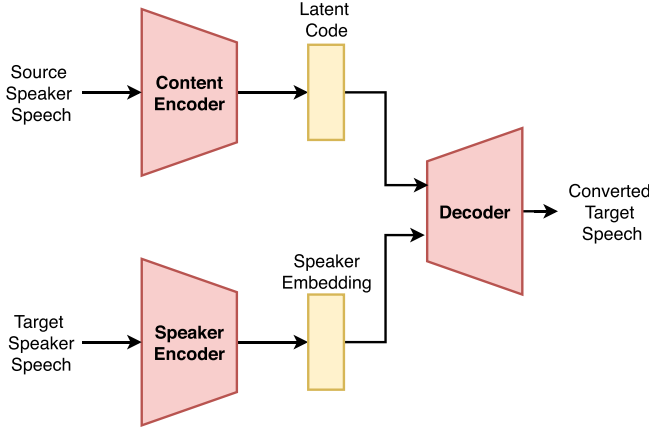 Source
Speaker
Speech
Content
Encoder
Latent
Code
Target
Speaker
Speech
Speaker
Encoder
Speaker
Embedding
Decoder
Converted
Target
Speech